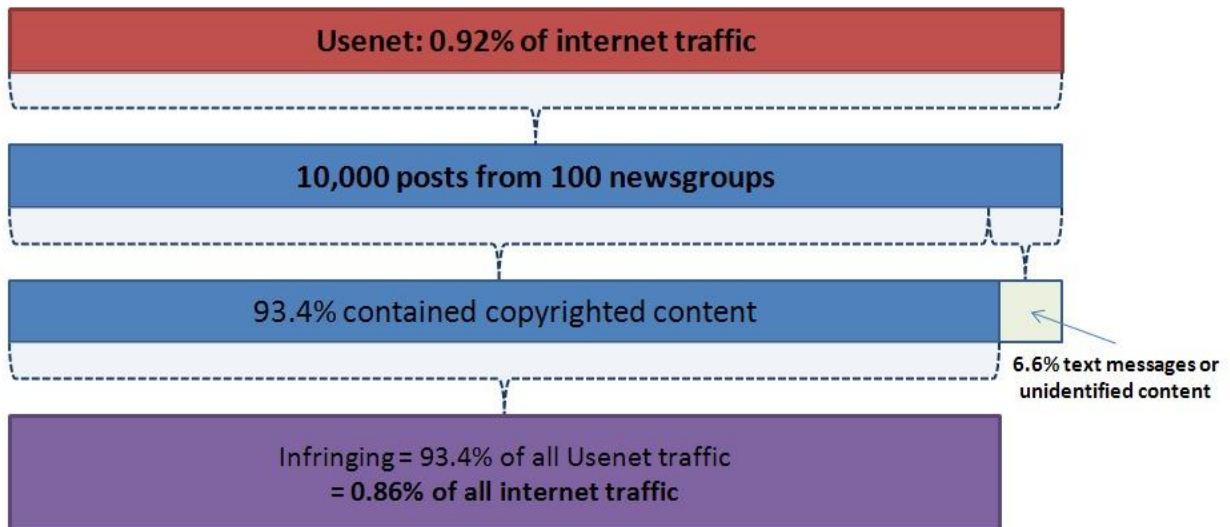 Usenet: 0.92% of internet traffic
10,000 posts from 100 newsgroups
93.4% contained copyrighted content
6.6% text messages or
unidentified content
Infringing = 93.4% of all Usenet traffic
= 0.86% of all internet traffic